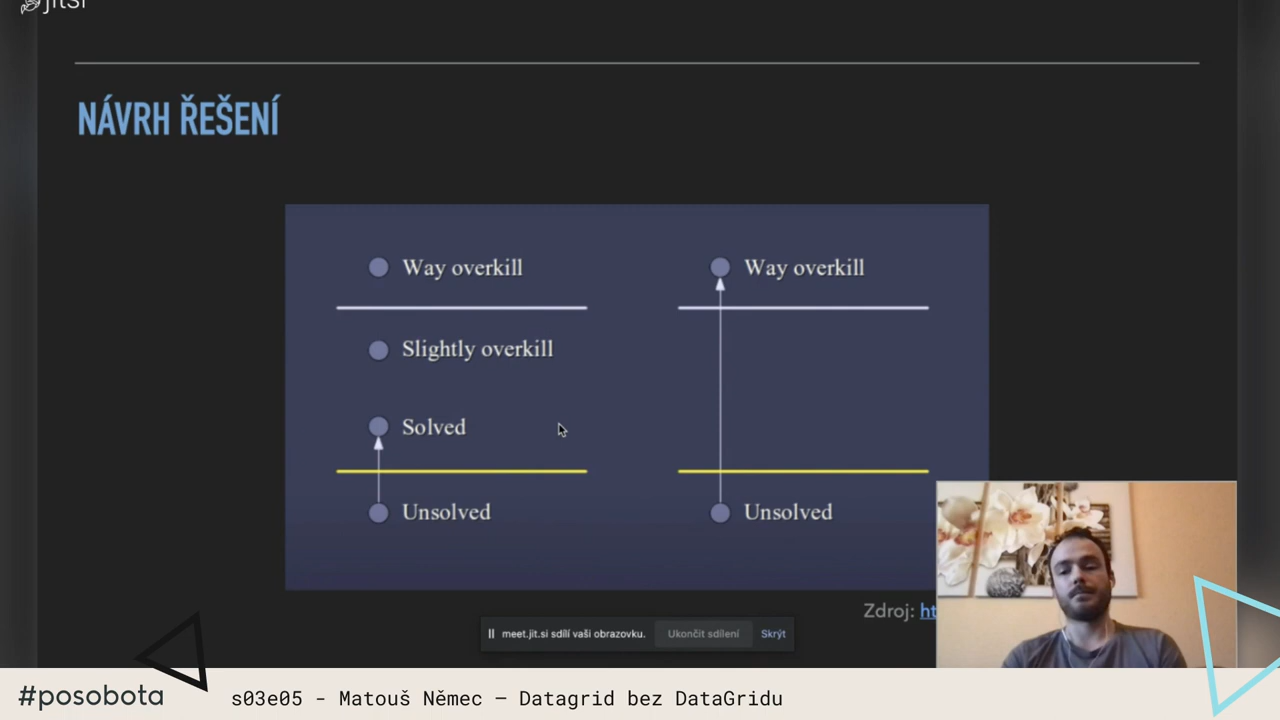 jitsi
NÁVRH ŘEŠENÍ
Way overkill
Slightly overkill
Solved
Unsolved
Way overkill
Unsolved
Zdroj: ht
meet.jit.si sdílí vaši obrazovku. Ukončit sdílení Skrýt
#posobota s03e05 - Matouš Němec – Datagrid bez DataGridu